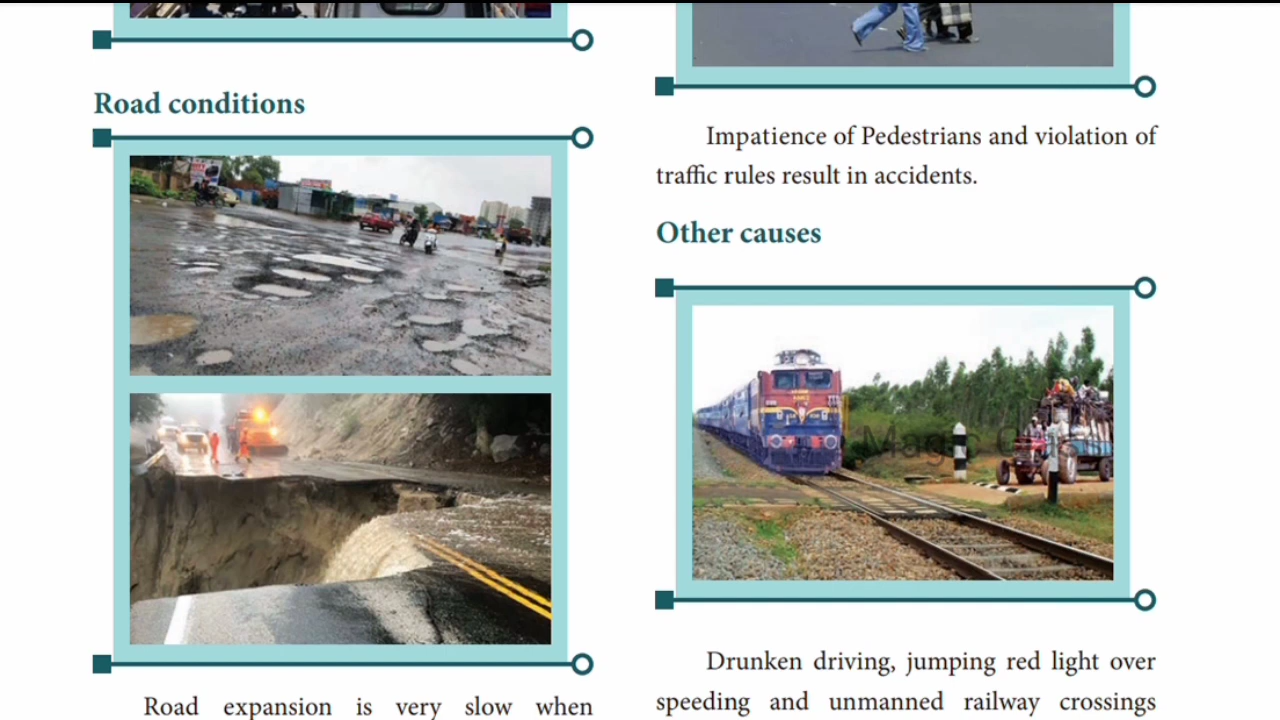 Road conditions
Road expansion is very slow when
Impatience of Pedestrians and violation of
traffic rules result in accidents.
Other causes
Drunken driving, jumping red light over
speeding and unmanned railway crossings